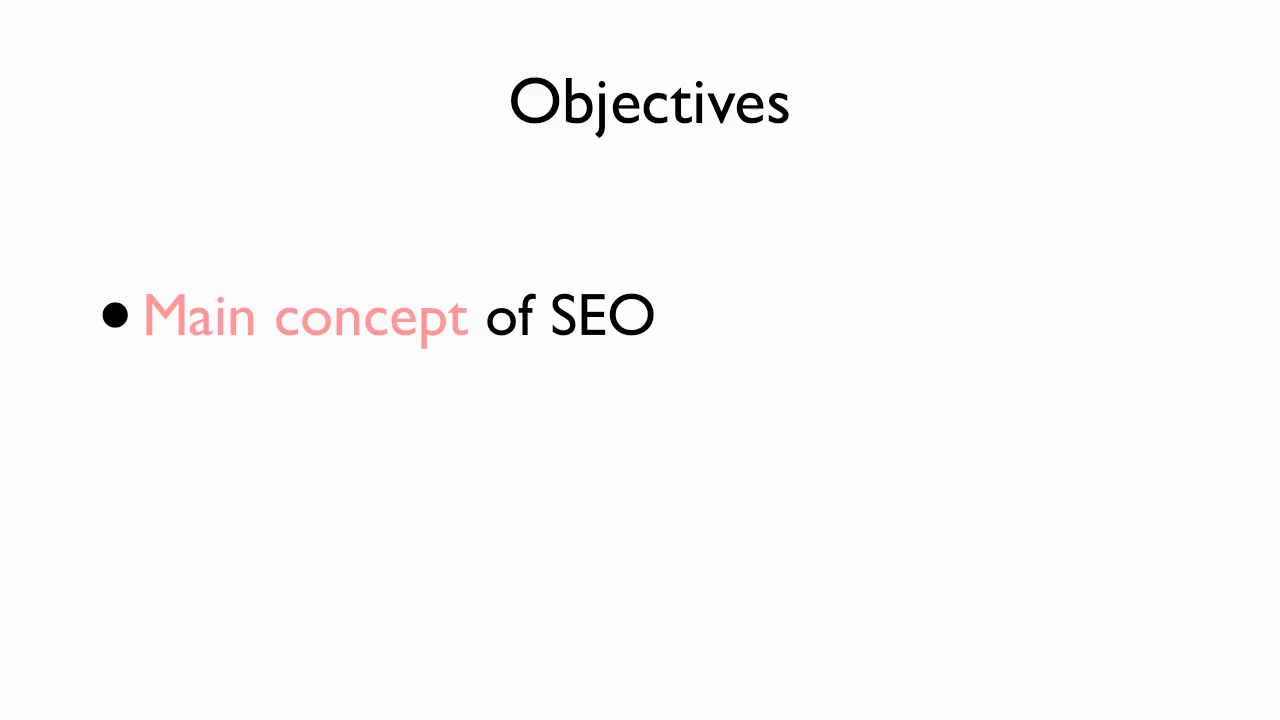 Objectives
• Main concept of SEO